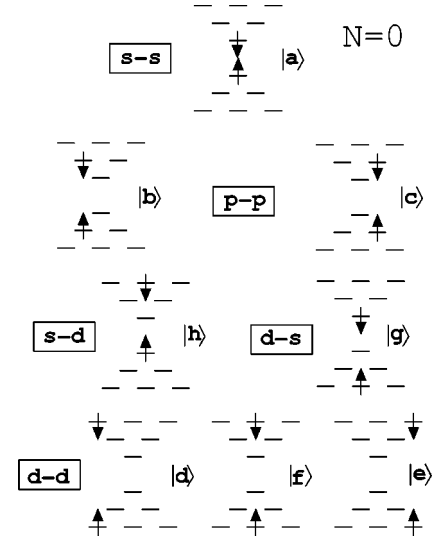 N=0
s-s |a⟩
|b⟩ p-p |c⟩
s-d |h⟩ d-s |g⟩
d-d |d⟩ |f⟩ |e⟩